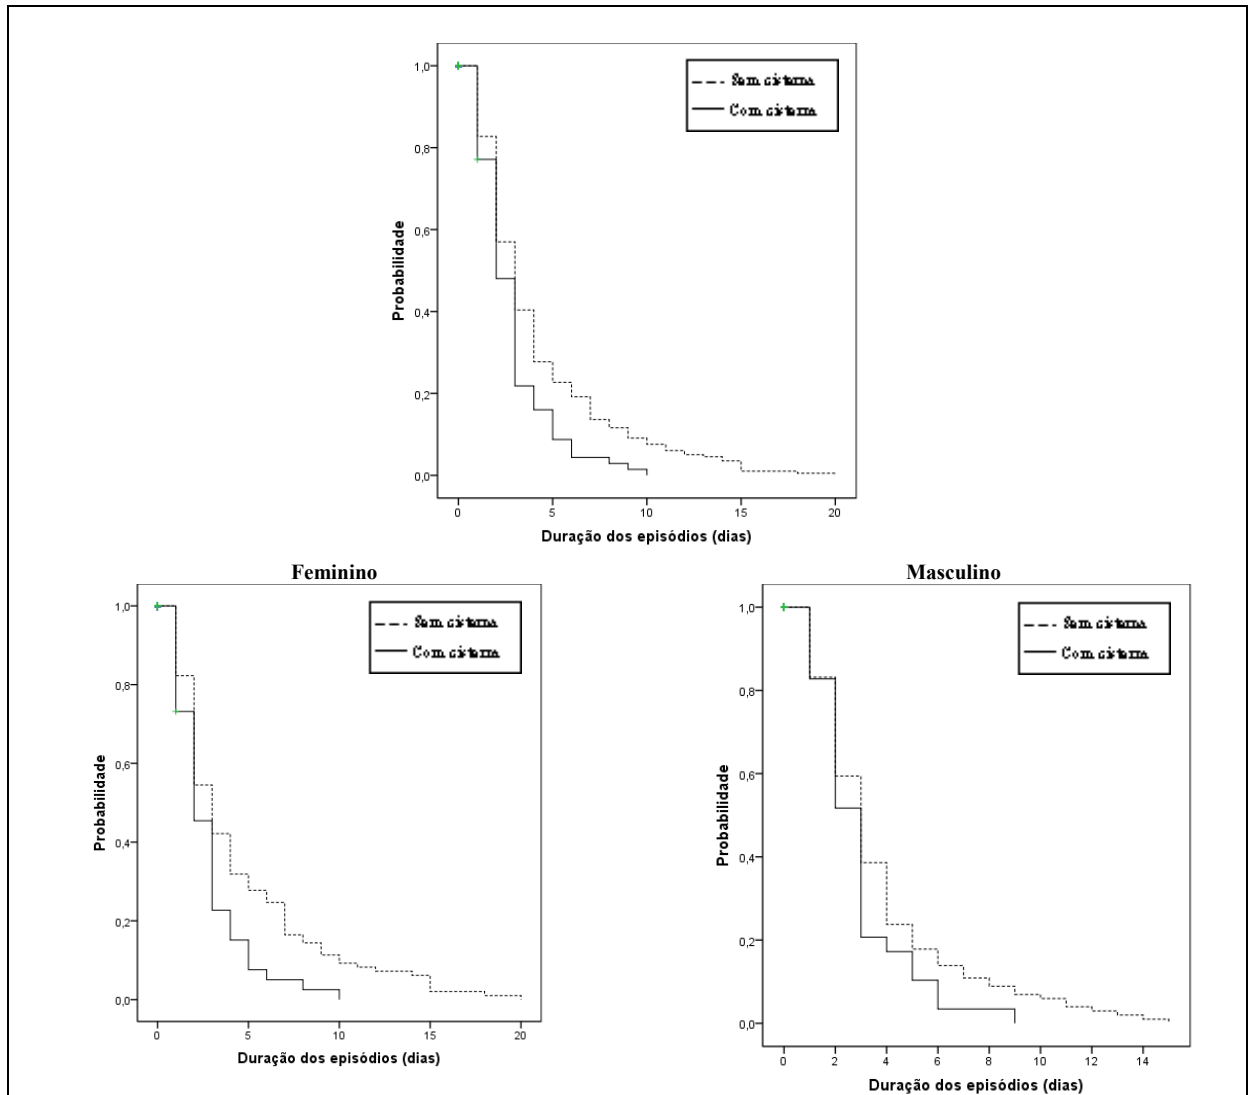 1,0
Sem cisterna
Com cisterna
0,8
0,6
0,4
0,2
0,0
Probabilidade
0 5 10 15 20
Duração dos episódios (dias)
Feminino
1,0
Sem cisterna
Com cisterna
0,8
0,6
0,4
0,2
0,0
Probabilidade
0 5 10 15 20
Duração dos episódios (dias)
Masculino
1,0
Sem cisterna
Com cisterna
0,8
0,6
0,4
0,2
0,0
Probabilidade
0 2 4 6 8 10 12 14
Duração dos episódios (dias)